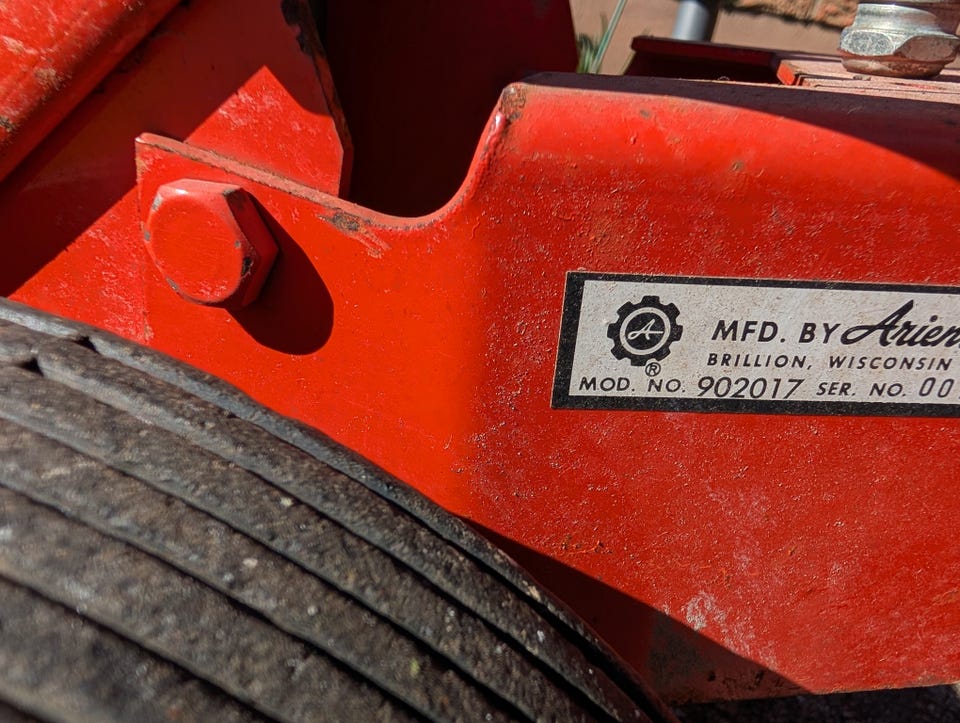 MFD. BY Arien
BRILLION, WISCONSIN
A
®
MOD. NO. 902017 SER. NO. 00